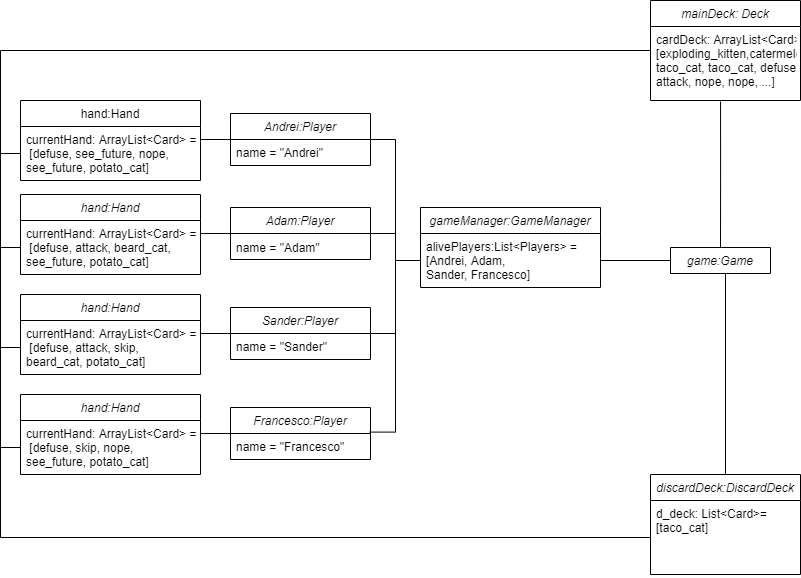 mainDeck: Deck
cardDeck: ArrayList<Card>
[exploding_kitten,catermel
taco_cat, taco_cat, defuse
attack, nope, nope, ...]
hand:Hand
currentHand: ArrayList<Card> =
[defuse, see_future, nope,
see_future, potato_cat]
Andrei:Player
name = "Andrei"
hand:Hand
currentHand: ArrayList<Card> =
[defuse, attack, beard_cat,
see_future, potato_cat]
Adam:Player
name = "Adam"
gameManager:GameManager
alivePlayers:List<Players> =
[Andrei, Adam,
Sander, Francesco]
game:Game
hand:Hand
currentHand: ArrayList<Card> =
[defuse, attack, skip,
beard_cat, potato_cat]
Sander:Player
name = "Sander"
hand:Hand
currentHand: ArrayList<Card> =
[defuse, skip, nope,
see_future, potato_cat]
Francesco:Player
name = "Francesco"
discardDeck:DiscardDeck
d_deck: List<Card>=
[taco_cat]